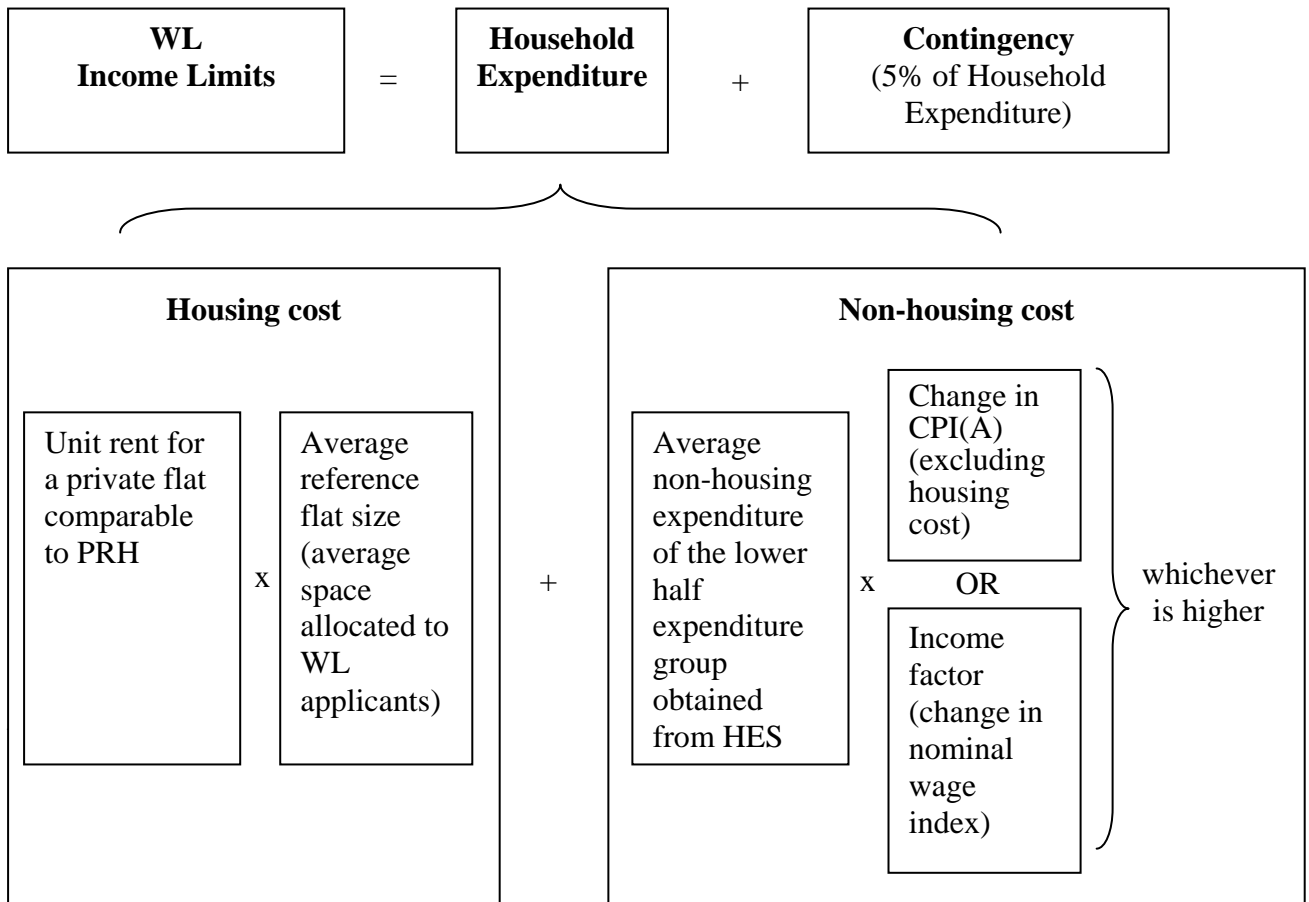 WL
Income Limits
=
Household
Expenditure
+
Contingency
(5% of Household
Expenditure)
Housing cost
Unit rent for
a private flat
comparable
to PRH
x
Average
reference
flat size
(average
space
allocated to
WL
applicants)
+
Non-housing cost
Average
non-housing
expenditure
of the lower
half
expenditure
group
obtained
from HES
x
Change in
CPI(A)
(excluding
housing
cost)
OR
Income
factor
(change in
nominal
wage
index)
whichever
is higher